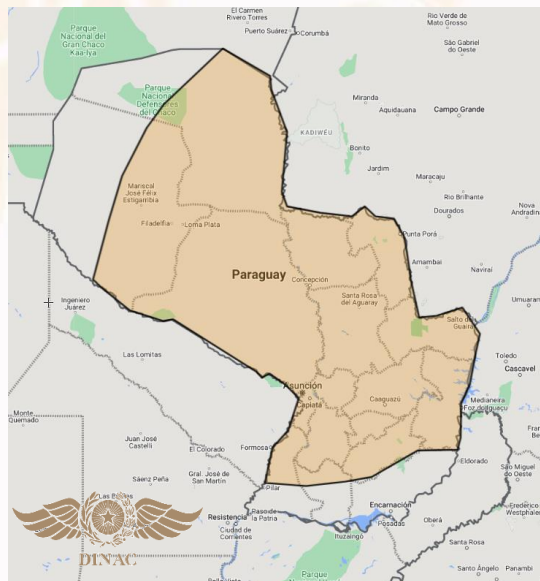 El Carmen
Rivero Torres
Puerto Suárez
Corumbá
Rio Verde de
Mato Grosso
São Gabriel
do Oeste
Parque
Nacional del
Gran Chaco
Kaa-Iya
Parque
Nacional
Defensores
del Chaco
Miranda
Aquidauana
Campo Grande
KADIWÉU
Bonito
Jardim
Maracaju
Rio Brilhante
Dourados
Nova
Andradina
Mariscal
José Félix
Estigarribia
Filadelfia
Loma Plata
Ponta Porã
Amambai
Naviraí
Paraguay
Concepción
Santa Rosa
del Aguaray
Umuarama
Ingeniero
Juárez
Salto del
Guairá
Las Lomitas
Toledo
Cascavel
Asunción
Capiatá
Caaguazú
Medianeira
Foz do Iguaçu
Monte
Quemado
Juan José
Castelli
El Colorado
Formosa
Gral. José de
San Martín
Sáenz Peña
Pilar
Eldorado
São Miguel
do Oeste
Las Breñas
Resistencia
Paso de
la Patria
Ciudad de
Corrientes
Encarnación
Posadas
Oberá
Ituzaingó
Frederico
Westphalen
Santa Rosa
Santo Ângelo
Panambi
Parque
DINAC